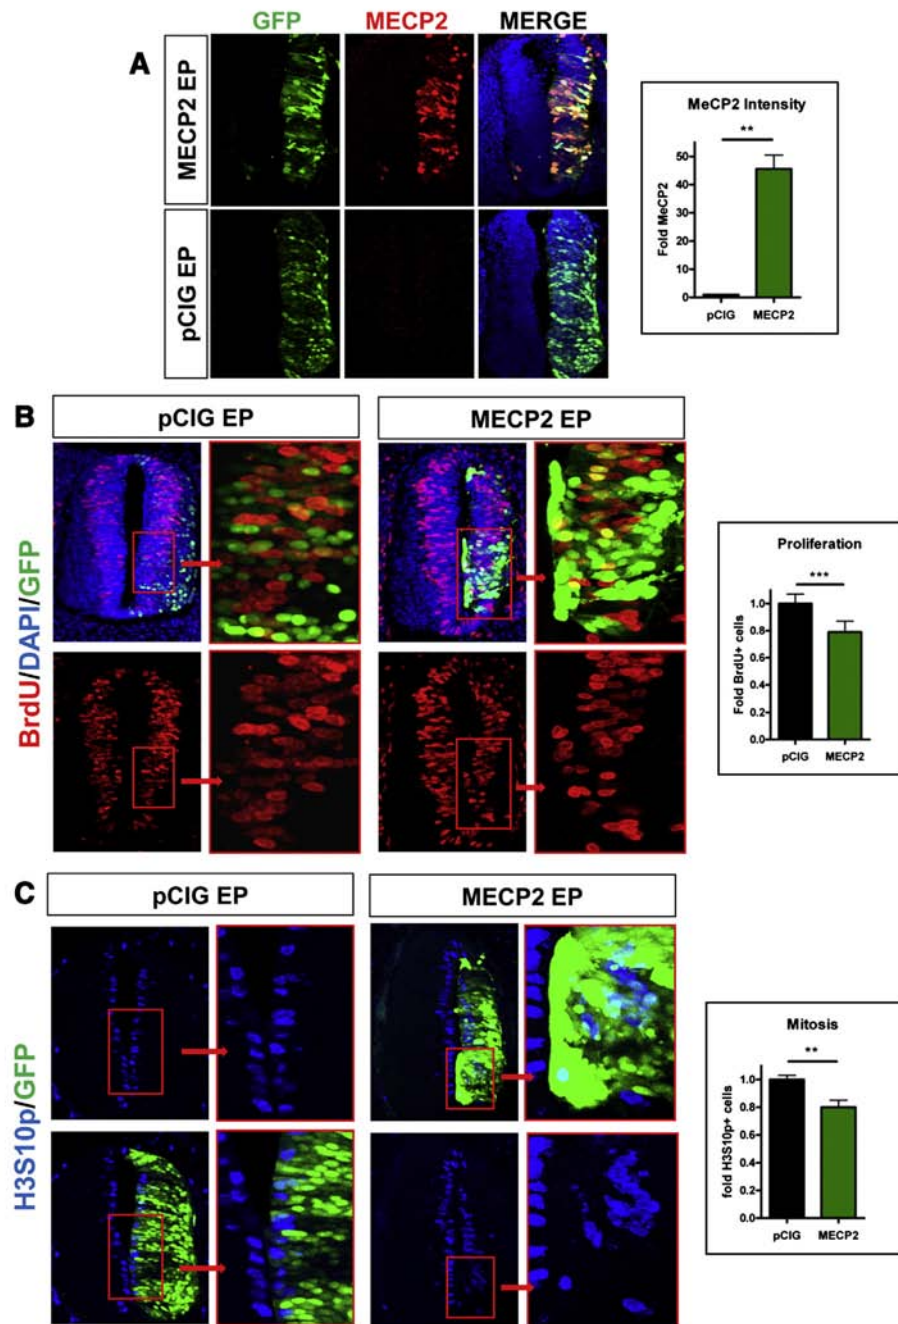 GFP MECP2 MERGE
A
MECP2 EP
pCIG EP
MeCP2 Intensity
**
Fold MeCP2
50
40
30
20
10
0
pCIG MECP2
B
pCIG EP
MECP2 EP
BrdU/DAPI/GFP
Proliferation
***
Fold BrdU+ cells
1.0
0.8
0.6
0.4
0.2
0.0
pCIG MECP2
C
pCIG EP
MECP2 EP
H3S10p/GFP
Mitosis
**
fold H3S10p+ cells
1.0
0.8
0.6
0.4
0.2
0.0
pCIG MECP2